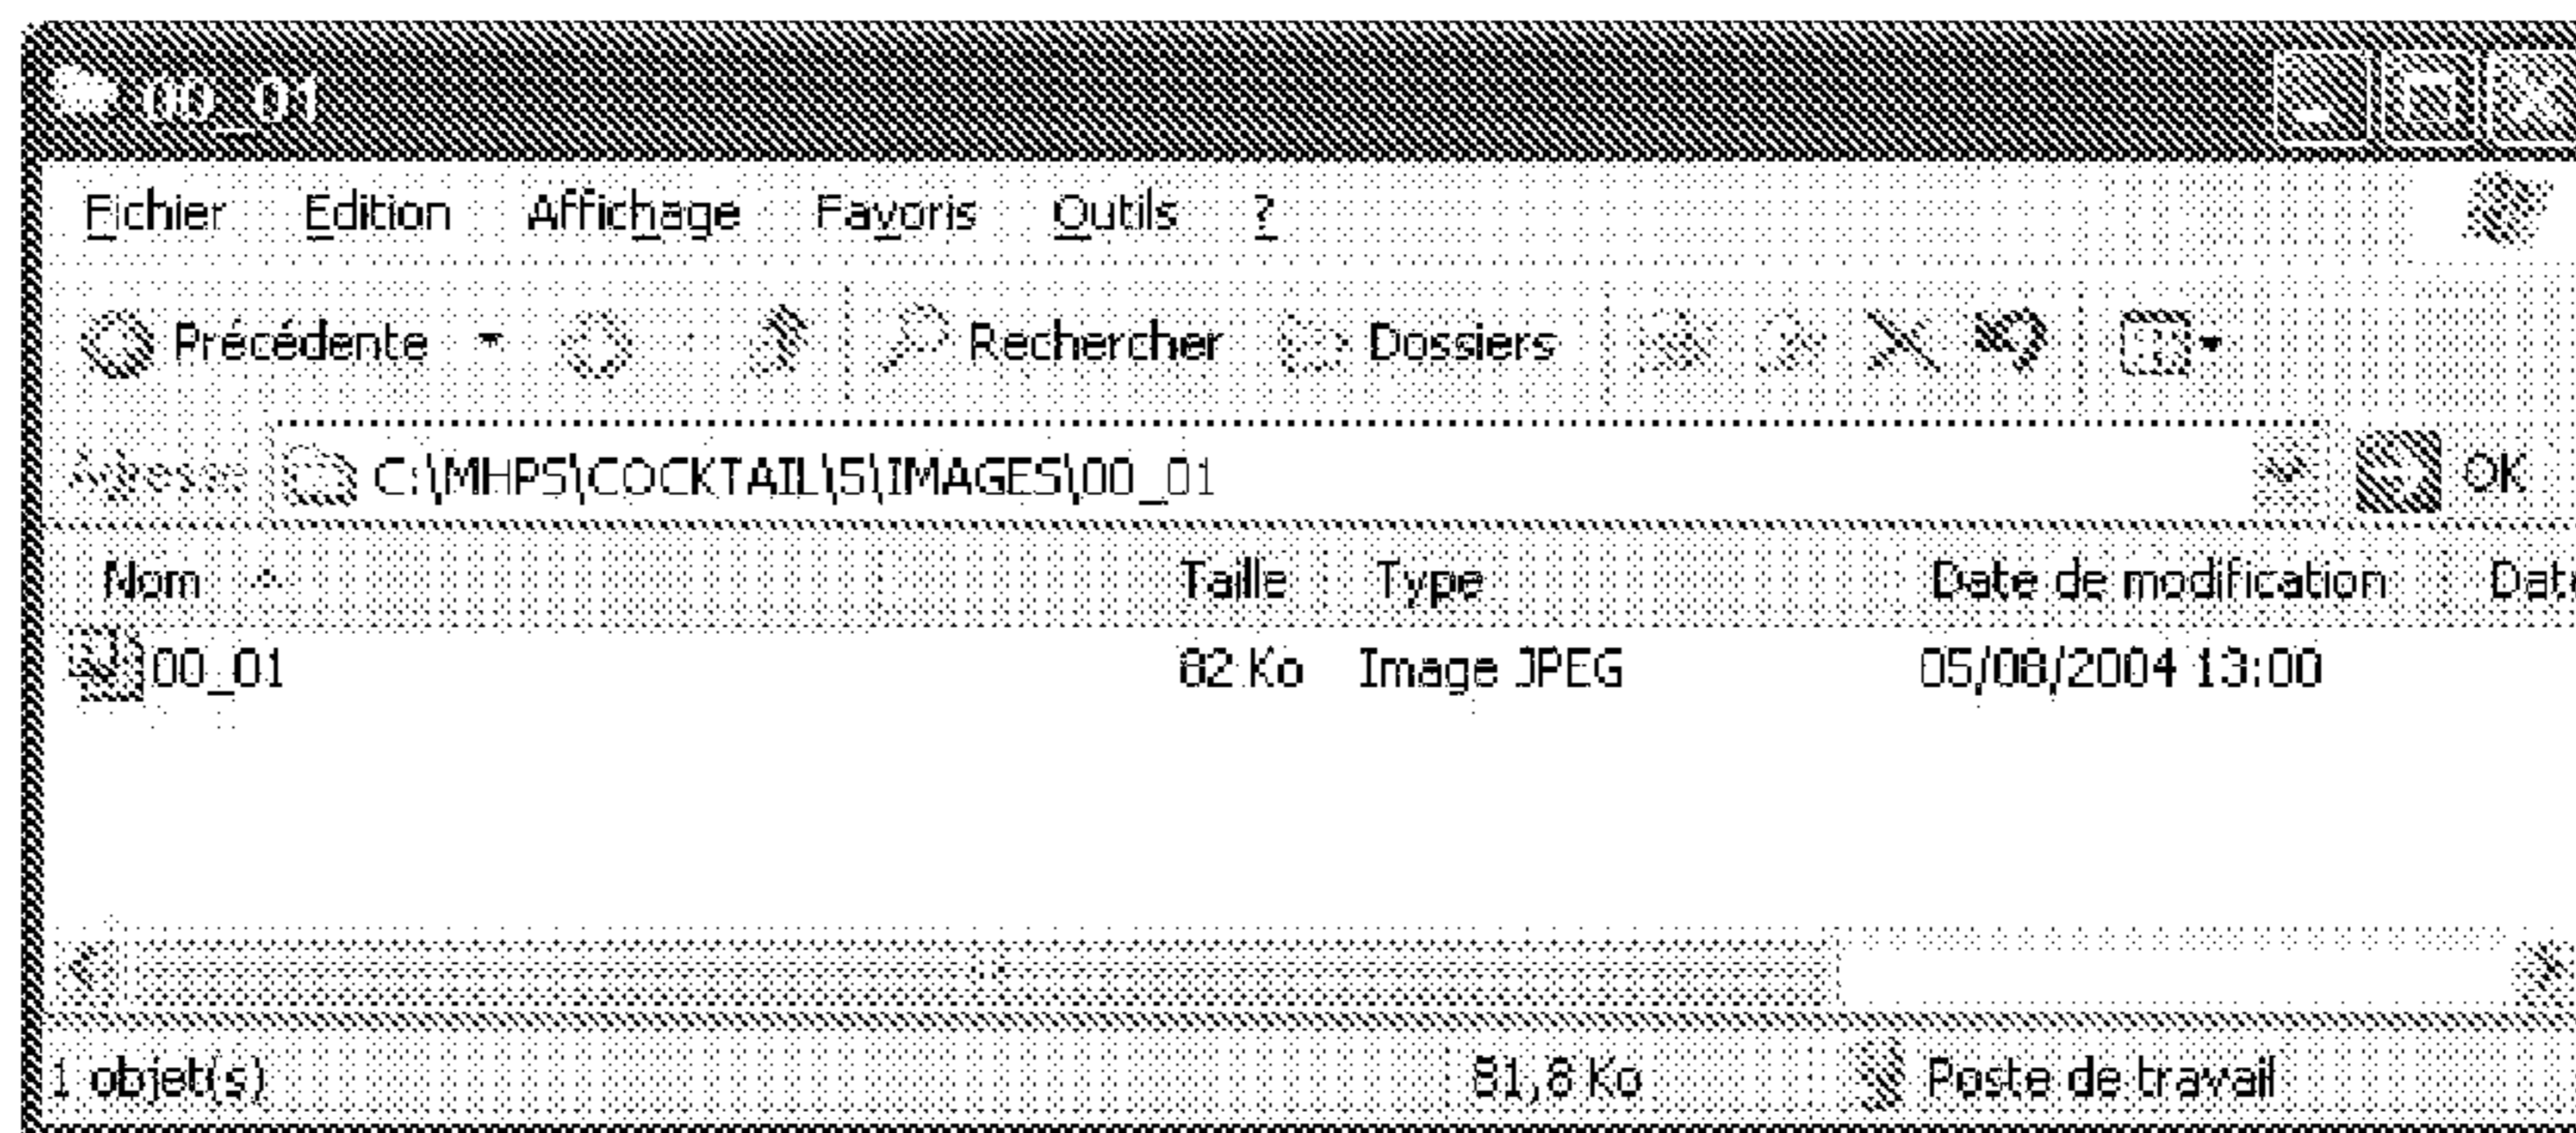 00_01
Fichier Edition Affichage Favoris Outils ?
Précédente Rechercher Dossiers
Adresse C:\MHPS\COCKTAIL\5\IMAGES\00_01 OK
Nom Taille Type Date de modification Date
00_01 82 Ko Image JPEG 05/08/2004 13:00
1 objet(s) 81,8 Ko Poste de travail